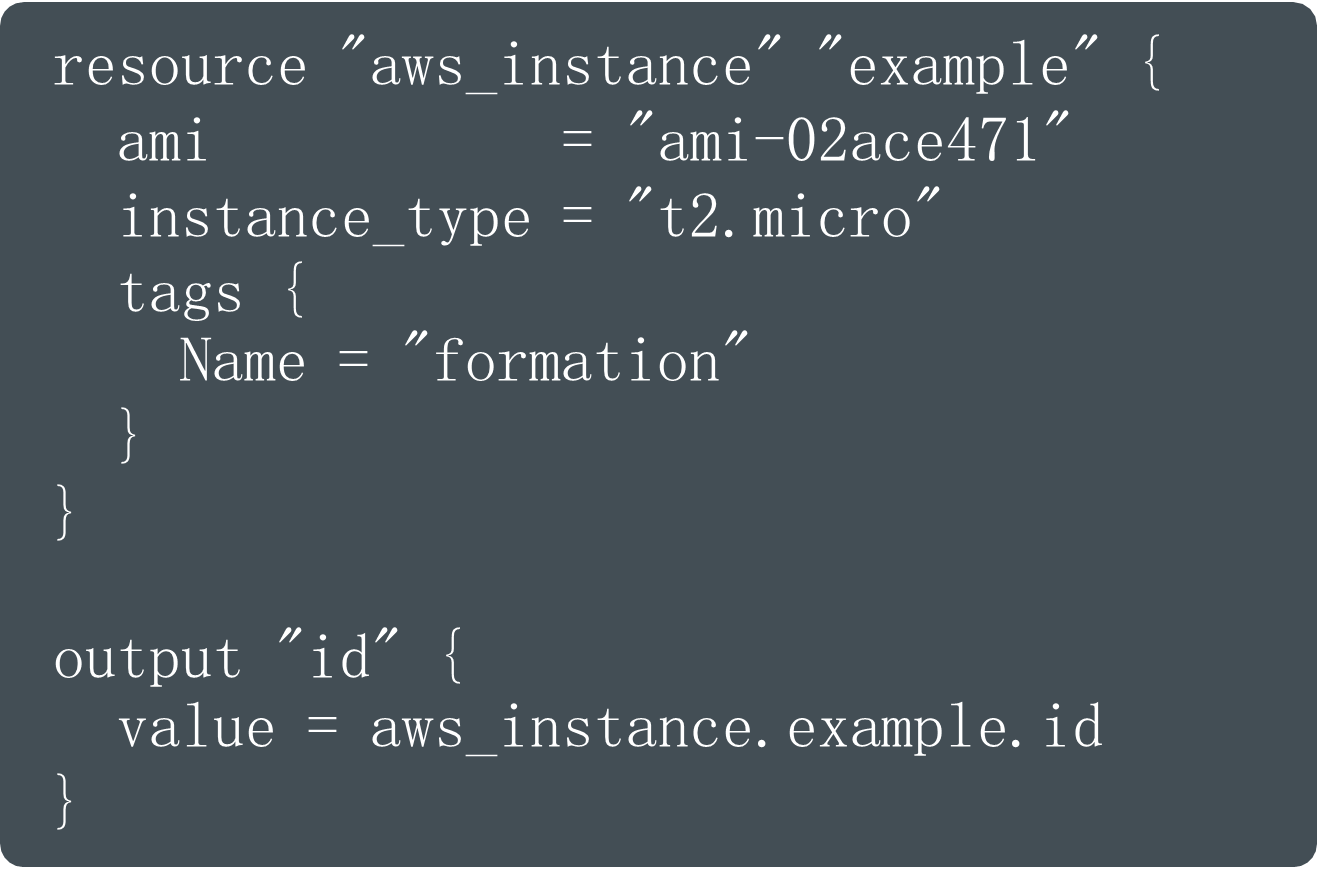 resource "aws_instance" "example" {
  ami           = "ami-02ace471"
  instance_type = "t2.micro"
  tags {
    Name = "formation"
  }
}

output "id" {
  value = aws_instance.example.id
}